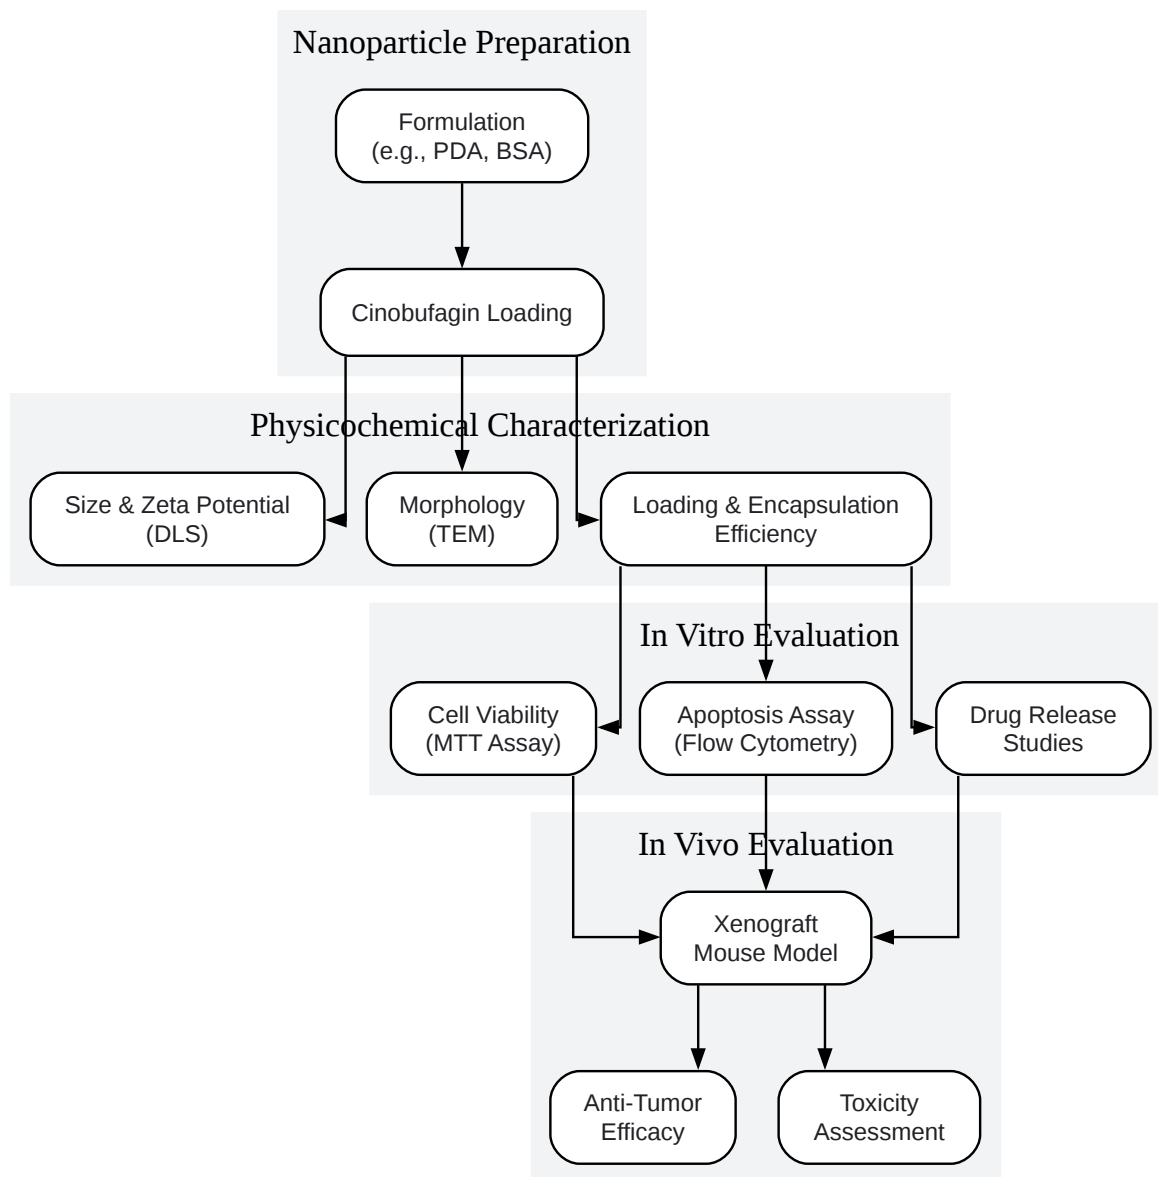 Nanoparticle Preparation
Formulation
(e.g., PDA, BSA)
Cinobufagin Loading
Physicochemical Characterization
Size & Zeta Potential
(DLS)
Morphology
(TEM)
Loading & Encapsulation
Efficiency
In Vitro Evaluation
Cell Viability
(MTT Assay)
Apoptosis Assay
(Flow Cytometry)
Drug Release
Studies
In Vivo Evaluation
Xenograft
Mouse Model
Anti-Tumor
Efficacy
Toxicity
Assessment